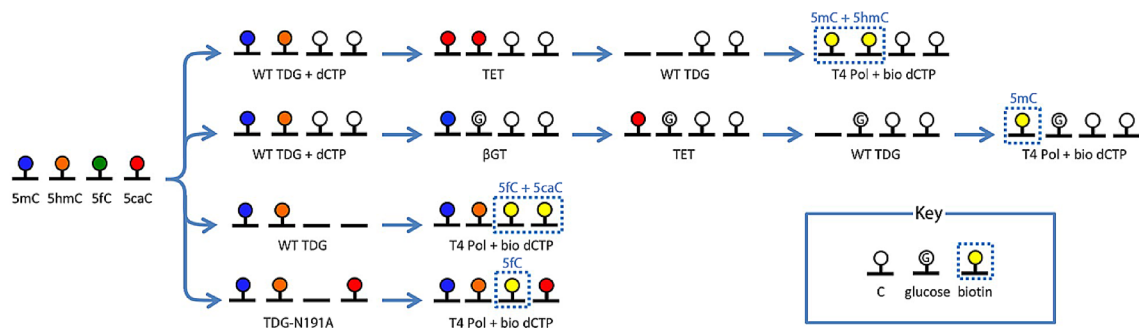 5mC + 5hmC
WT TDG + dCTP
TET
WT TDG
T4 Pol + bio dCTP
5mC
G G G G
WT TDG + dCTP
βGT
TET
WT TDG
T4 Pol + bio dCTP
5mC 5hmC 5fC 5caC
5fC + 5caC
WT TDG
T4 Pol + bio dCTP
5fC
TDG-N191A
T4 Pol + bio dCTP
Key
G
C glucose biotin